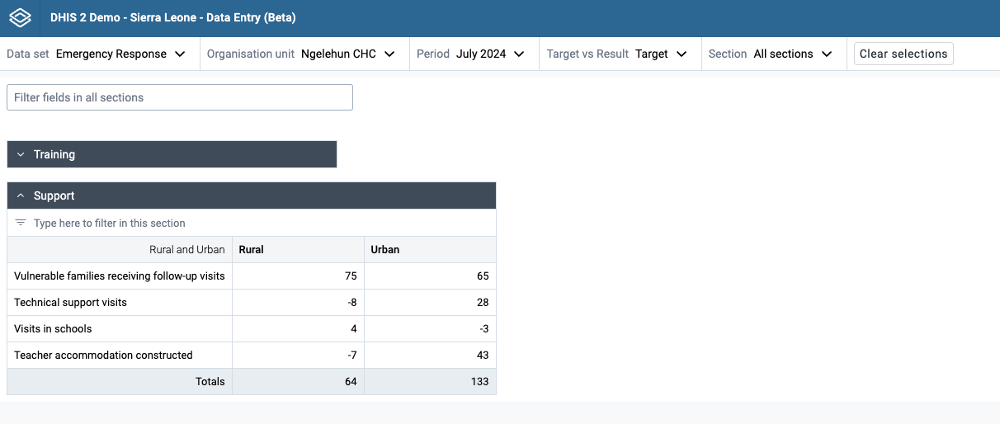 DHIS 2 Demo - Sierra Leone - Data Entry (Beta)
Data set Emergency Response Organisation unit Ngelehun CHC Period July 2024 Target vs Result Target Section All sections Clear selections
Filter fields in all sections
Training
Support
Type here to filter in this section
Rural and Urban Rural Urban
Vulnerable families receiving follow-up visits 75 65
Technical support visits -8 28
Visits in schools 4 -3
Teacher accommodation constructed -7 43
Totals 64 133